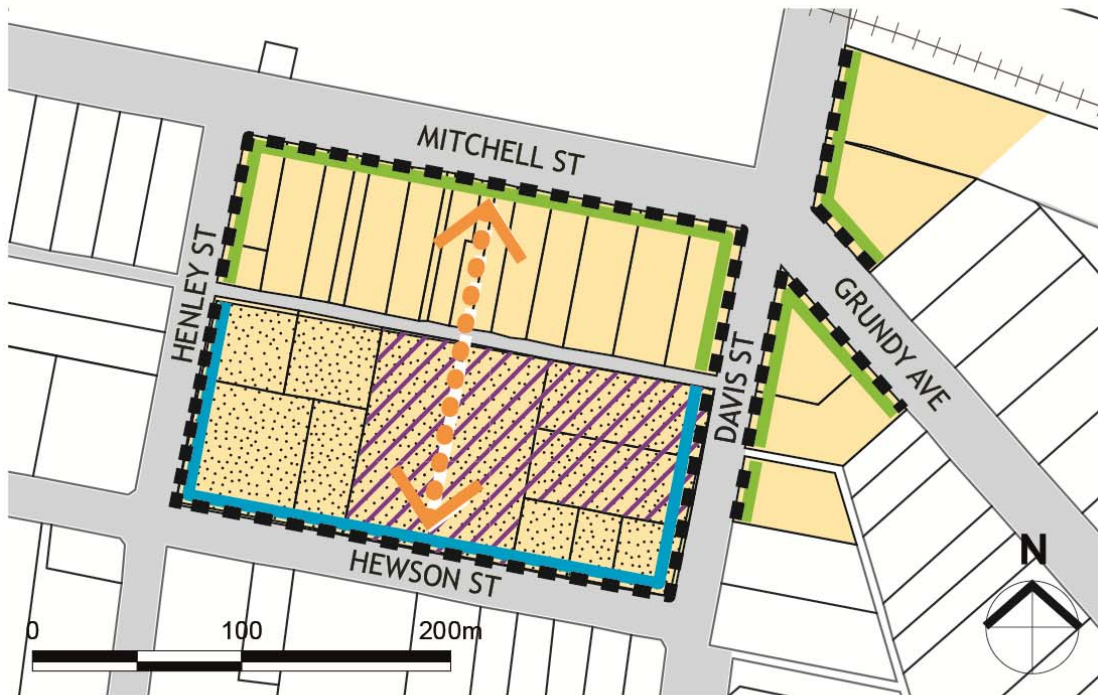 MITCHELL ST
HENLEY ST
DAVIS ST
GRUNDY AVE
HEWSON ST
N
0 100 200m